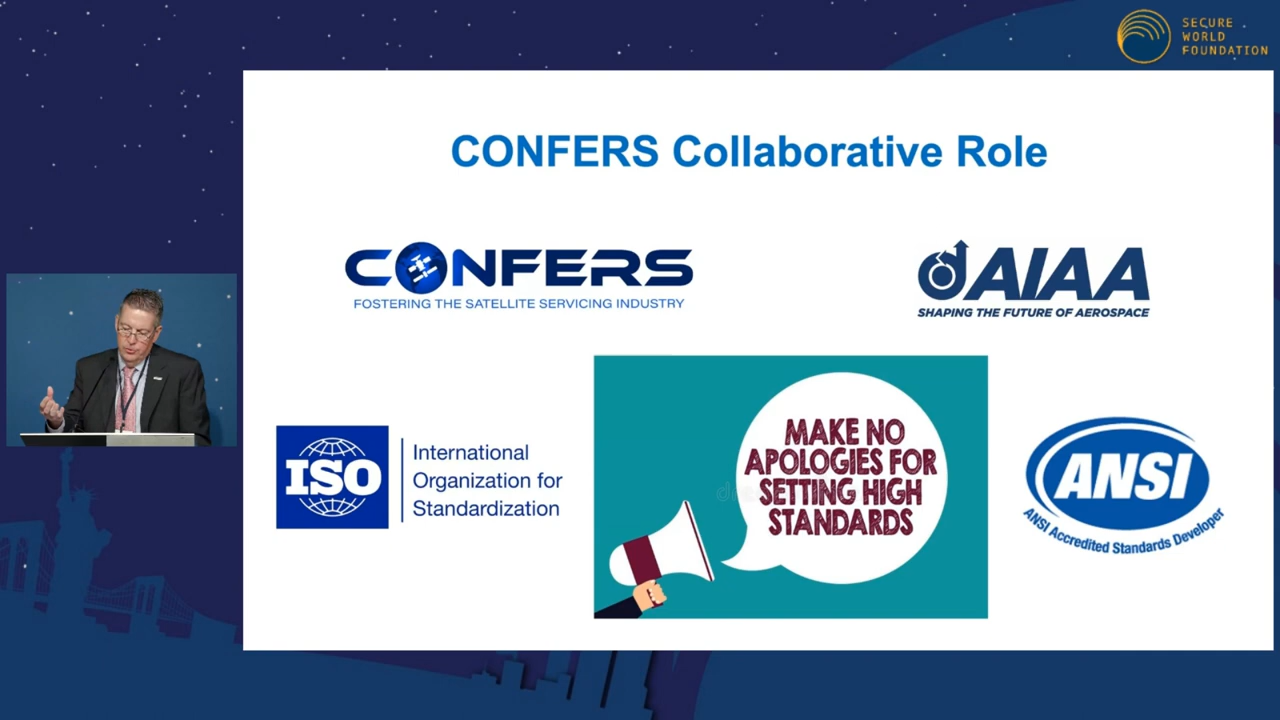 SECURE
WORLD
FOUNDATION
CONFERS Collaborative Role
CONFERS
FOSTERING THE SATELLITE SERVICING INDUSTRY
AIAA
SHAPING THE FUTURE OF AEROSPACE
ISO
International
Organization for
Standardization
MAKE NO
APOLOGIES FOR
SETTING HIGH
STANDARDS
ANSI
ANSI Accredited Standards Developer